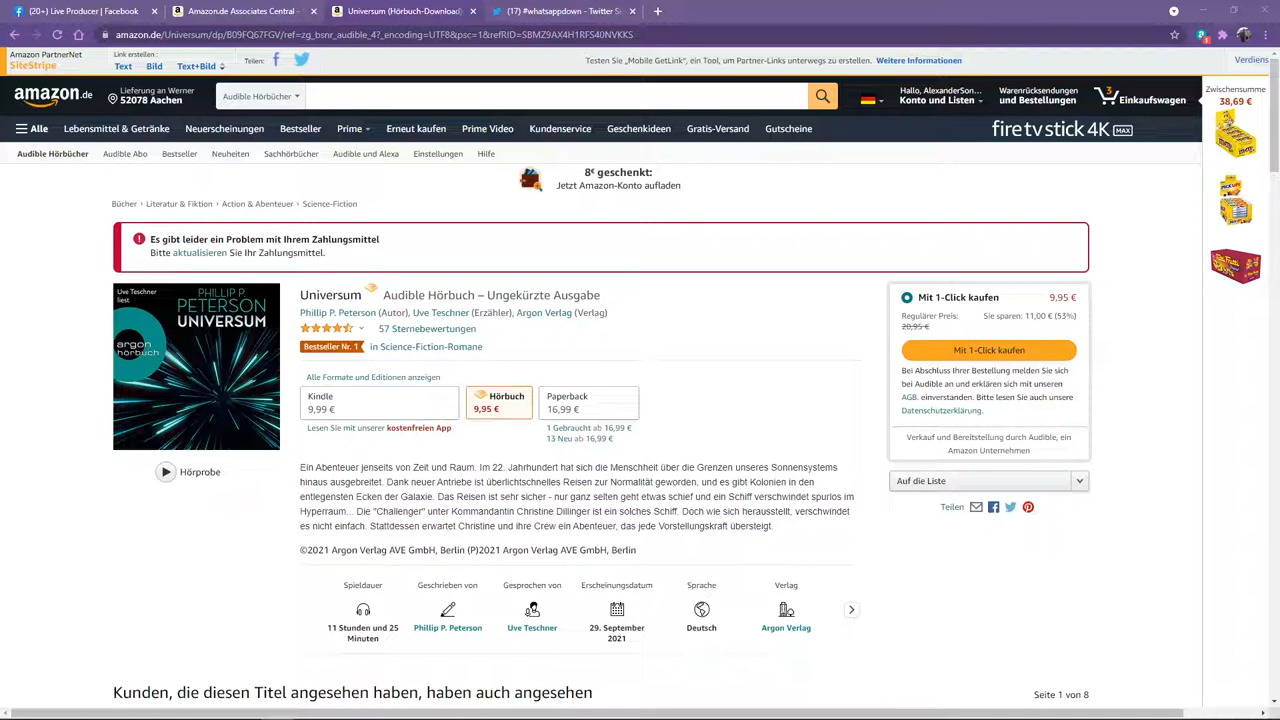 (20+) Live Producer | Facebook
Amazon.de Associates Central -
Universum (Hörbuch-Download):
(17) #whatsappdown - Twitter Se
amazon.de/Universum/dp/B09FQ67FGV/ref=zg_bsnr_audible_4?_encoding=UTF8&psc=1&refRID=SBMZ9AX4H1RFS40NVKKS
Amazon PartnerNet
SiteStripe
Link erstellen :
Text Bild Text+Bild
Teilen:
Testen Sie „Mobile GetLink“, ein Tool, um Partner-Links unterwegs zu erstellen. Weitere Informationen
Verdiens
amazon.de
Lieferung an Werner
52078 Aachen
Audible Hörbücher
Hallo, AlexanderSon...
Konto und Listen
Warenrücksendungen
und Bestellungen
3
Einkaufswagen
Zwischensumme
38,69 €
Alle Lebensmittel & Getränke Neuerscheinungen Bestseller Prime Erneut kaufen Prime Video Kundenservice Geschenkideen Gratis-Versand Gutscheine
fire tv stick 4K MAX
Audible Hörbücher Audible Abo Bestseller Neuheiten Sachhörbücher Audible und Alexa Einstellungen Hilfe
8€ geschenkt:
Jetzt Amazon-Konto aufladen
Bücher › Literatur & Fiktion › Action & Abenteuer › Science-Fiction
Es gibt leider ein Problem mit Ihrem Zahlungsmittel
Bitte aktualisieren Sie Ihr Zahlungsmittel.
Uwe Teschner
liest
PHILLIP P.
PETERSON
UNIVERSUM
argon
hörbuch
Hörprobe
Universum Audible Hörbuch – Ungekürzte Ausgabe
Phillip P. Peterson (Autor), Uve Teschner (Erzähler), Argon Verlag (Verlag)
57 Sternebewertungen
Bestseller Nr. 1 in Science-Fiction-Romane
Alle Formate und Editionen anzeigen
Kindle
9,99 €
Hörbuch
9,95 €
Paperback
16,99 €
Lesen Sie mit unserer kostenfreien App
1 Gebraucht ab 16,99 €
13 Neu ab 16,99 €
Ein Abenteuer jenseits von Zeit und Raum. Im 22. Jahrhundert hat sich die Menschheit über die Grenzen unseres Sonnensystems
hinaus ausgebreitet. Dank neuer Antriebe ist überlichtschnelles Reisen zur Normalität geworden, und es gibt Kolonien in den
entlegensten Ecken der Galaxie. Das Reisen ist sehr sicher - nur ganz selten geht etwas schief und ein Schiff verschwindet spurlos im
Hyperraum... Die "Challenger" unter Kommandantin Christine Dillinger ist ein solches Schiff. Doch wie sich herausstellt, verschwindet
es nicht einfach. Stattdessen erwartet Christine und ihre Crew ein Abenteuer, das jede Vorstellungskraft übersteigt.
©2021 Argon Verlag AVE GmbH, Berlin (P)2021 Argon Verlag AVE GmbH, Berlin
Spieldauer
11 Stunden und 25
Minuten
Geschrieben von
Phillip P. Peterson
Gesprochen von
Uve Teschner
Erscheinungsdatum
29. September
2021
Sprache
Deutsch
Verlag
Argon Verlag
Mit 1-Click kaufen 9,95 €
Regulärer Preis: Sie sparen: 11,00 € (53%)
20,95 €
Mit 1-Click kaufen
Bei Abschluss Ihrer Bestellung melden Sie sich
bei Audible an und erklären sich mit unseren
AGB. einverstanden. Bitte lesen Sie auch unsere
Datenschutzerklärung.
Verkauf und Bereitstellung durch Audible, ein
Amazon Unternehmen
Auf die Liste
Teilen
Kunden, die diesen Titel angesehen haben, haben auch angesehen
Seite 1 von 8